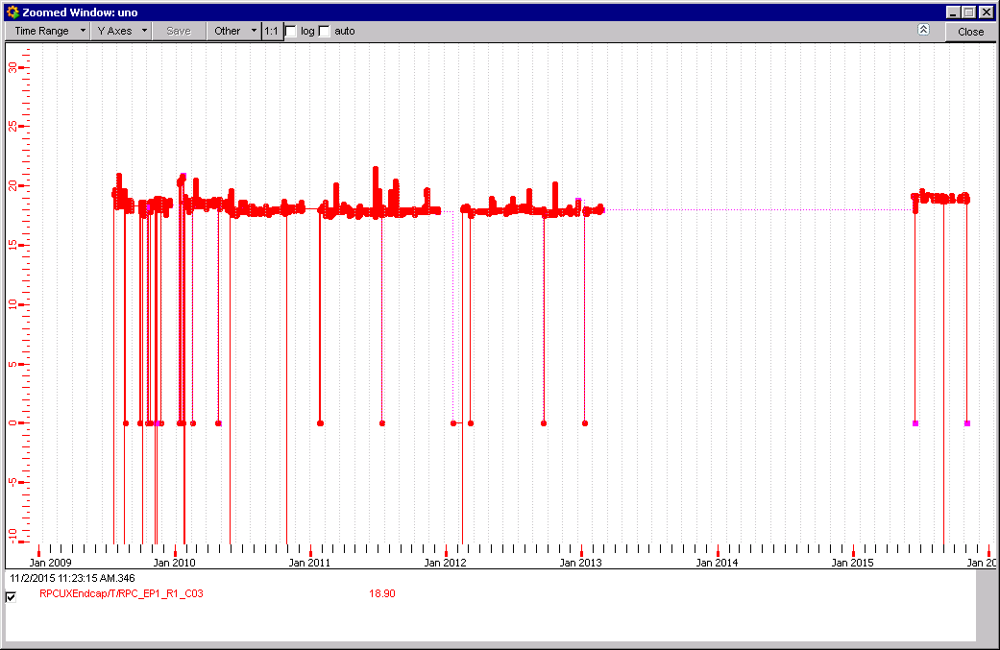 Zoomed Window: uno
Time Range Y Axes Save Other 1:1 log auto Close
30
25
20
15
10
5
0
-5
-10
Jan 2009 Jan 2010 Jan 2011 Jan 2012 Jan 2013 Jan 2014 Jan 2015 Jan 20
11/2/2015 11:23:15 AM.346
RPCUXEndcap/T/RPC_EP1_R1_C03 18.90